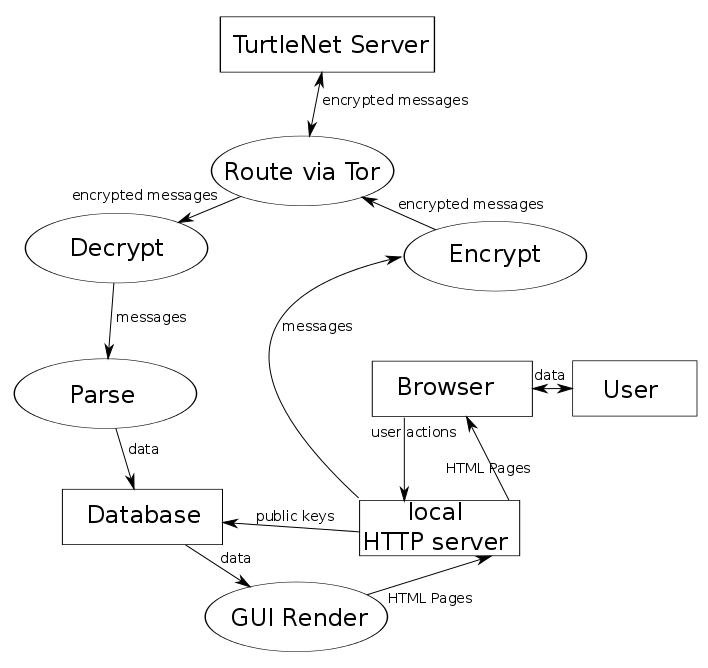 TurtleNet Server
encrypted messages
Route via Tor
encrypted messages
encrypted messages
Decrypt
Encrypt
messages
messages
Parse
Browser
data
User
user actions
data
HTML Pages
Database
public keys
local
HTTP server
data
GUI Render
HTML Pages